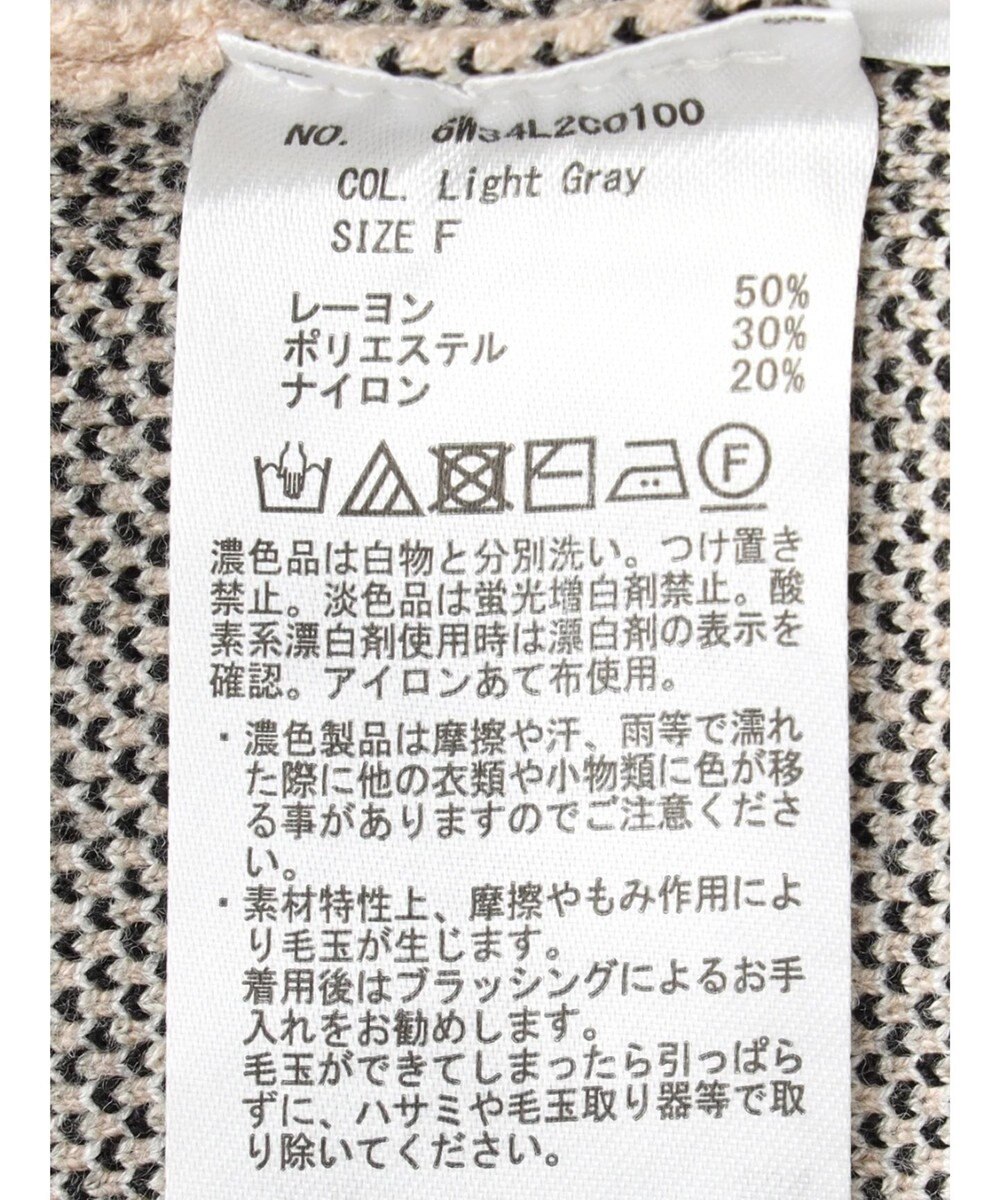 NO. 6W34L2C0100
COL. Light Gray
SIZE F
レーヨン 50%
ポリエステル 30%
ナイロン 20%
F
濃色品は白物と分別洗い。つけ置き
禁止。淡色品は蛍光増白剤禁止。酸
素系漂白剤使用時は漂白剤の表示を
確認。アイロンあて布使用。
・濃色製品は摩擦や汗、雨等で濡れ
た際に他の衣類や小物類に色が移
る事がありますのでご注意くださ
い。
・素材特性上、摩擦やもみ作用によ
り毛玉が生じます。
着用後はブラッシングによるお手
入れをお勧めします。
毛玉ができてしまったら引っぱら
ずに、ハサミや毛玉取り器等で取
り除いてください。